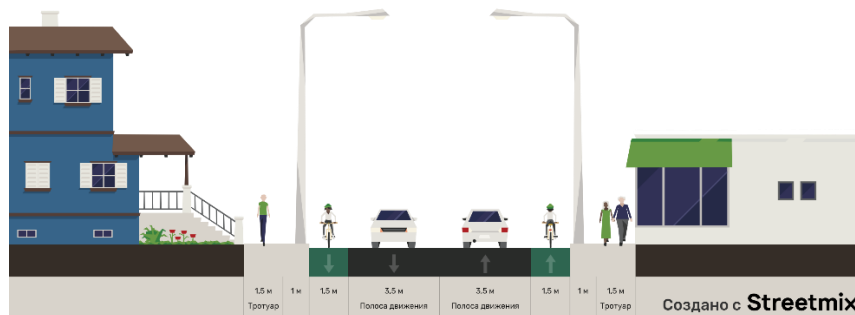 1,5 м 1 м 1,5 м 3,5 м 3,5 м 1,5 м 1 м 1,5 м
Тротуар Полоса движения Полоса движения Тротуар
Создано с Streetmix